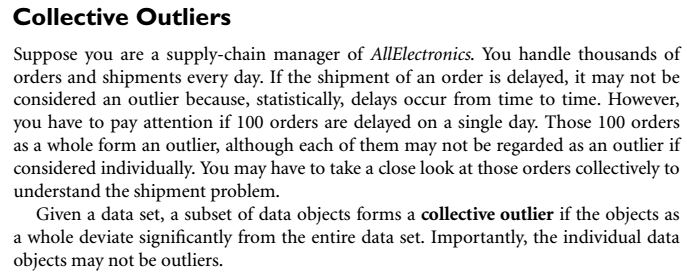 Collective Outliers
Suppose you are a supply-chain manager of AllElectronics. You handle thousands of
orders and shipments every day. If the shipment of an order is delayed, it may not be
considered an outlier because, statistically, delays occur from time to time. However,
you have to pay attention if 100 orders are delayed on a single day. Those 100 orders
as a whole form an outlier, although each of them may not be regarded as an outlier if
considered individually. You may have to take a close look at those orders collectively to
understand the shipment problem.
Given a data set, a subset of data objects forms a collective outlier if the objects as
a whole deviate significantly from the entire data set. Importantly, the individual data
objects may not be outliers.